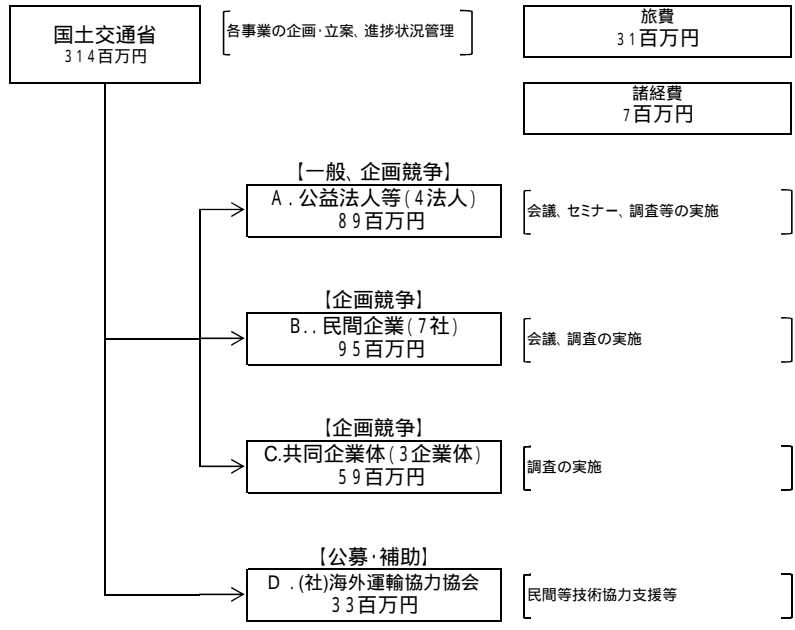 国土交通省
314百万円
各事業の企画・立案、進捗状況管理
旅費
31百万円
諸経費
7百万円
【一般、企画競争】
A.公益法人等(4法人)
89百万円
会議、セミナー、調査等の実施
【企画競争】
B..民間企業(7社)
95百万円
会議、調査の実施
【企画競争】
C.共同企業体(3企業体)
59百万円
調査の実施
【公募・補助】
D.(社)海外運輸協力協会
33百万円
民間等技術協力支援等